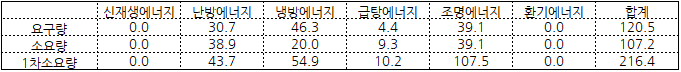 신재생에너지 난방에너지 냉방에너지 급탕에너지 조명에너지 환기에너지 합계
요구량 0.0 30.7 46.3 4.4 39.1 0.0 120.5
소요량 0.0 38.9 20.0 9.3 39.1 0.0 107.2
1차소요량 0.0 43.7 54.9 10.2 107.5 0.0 216.4